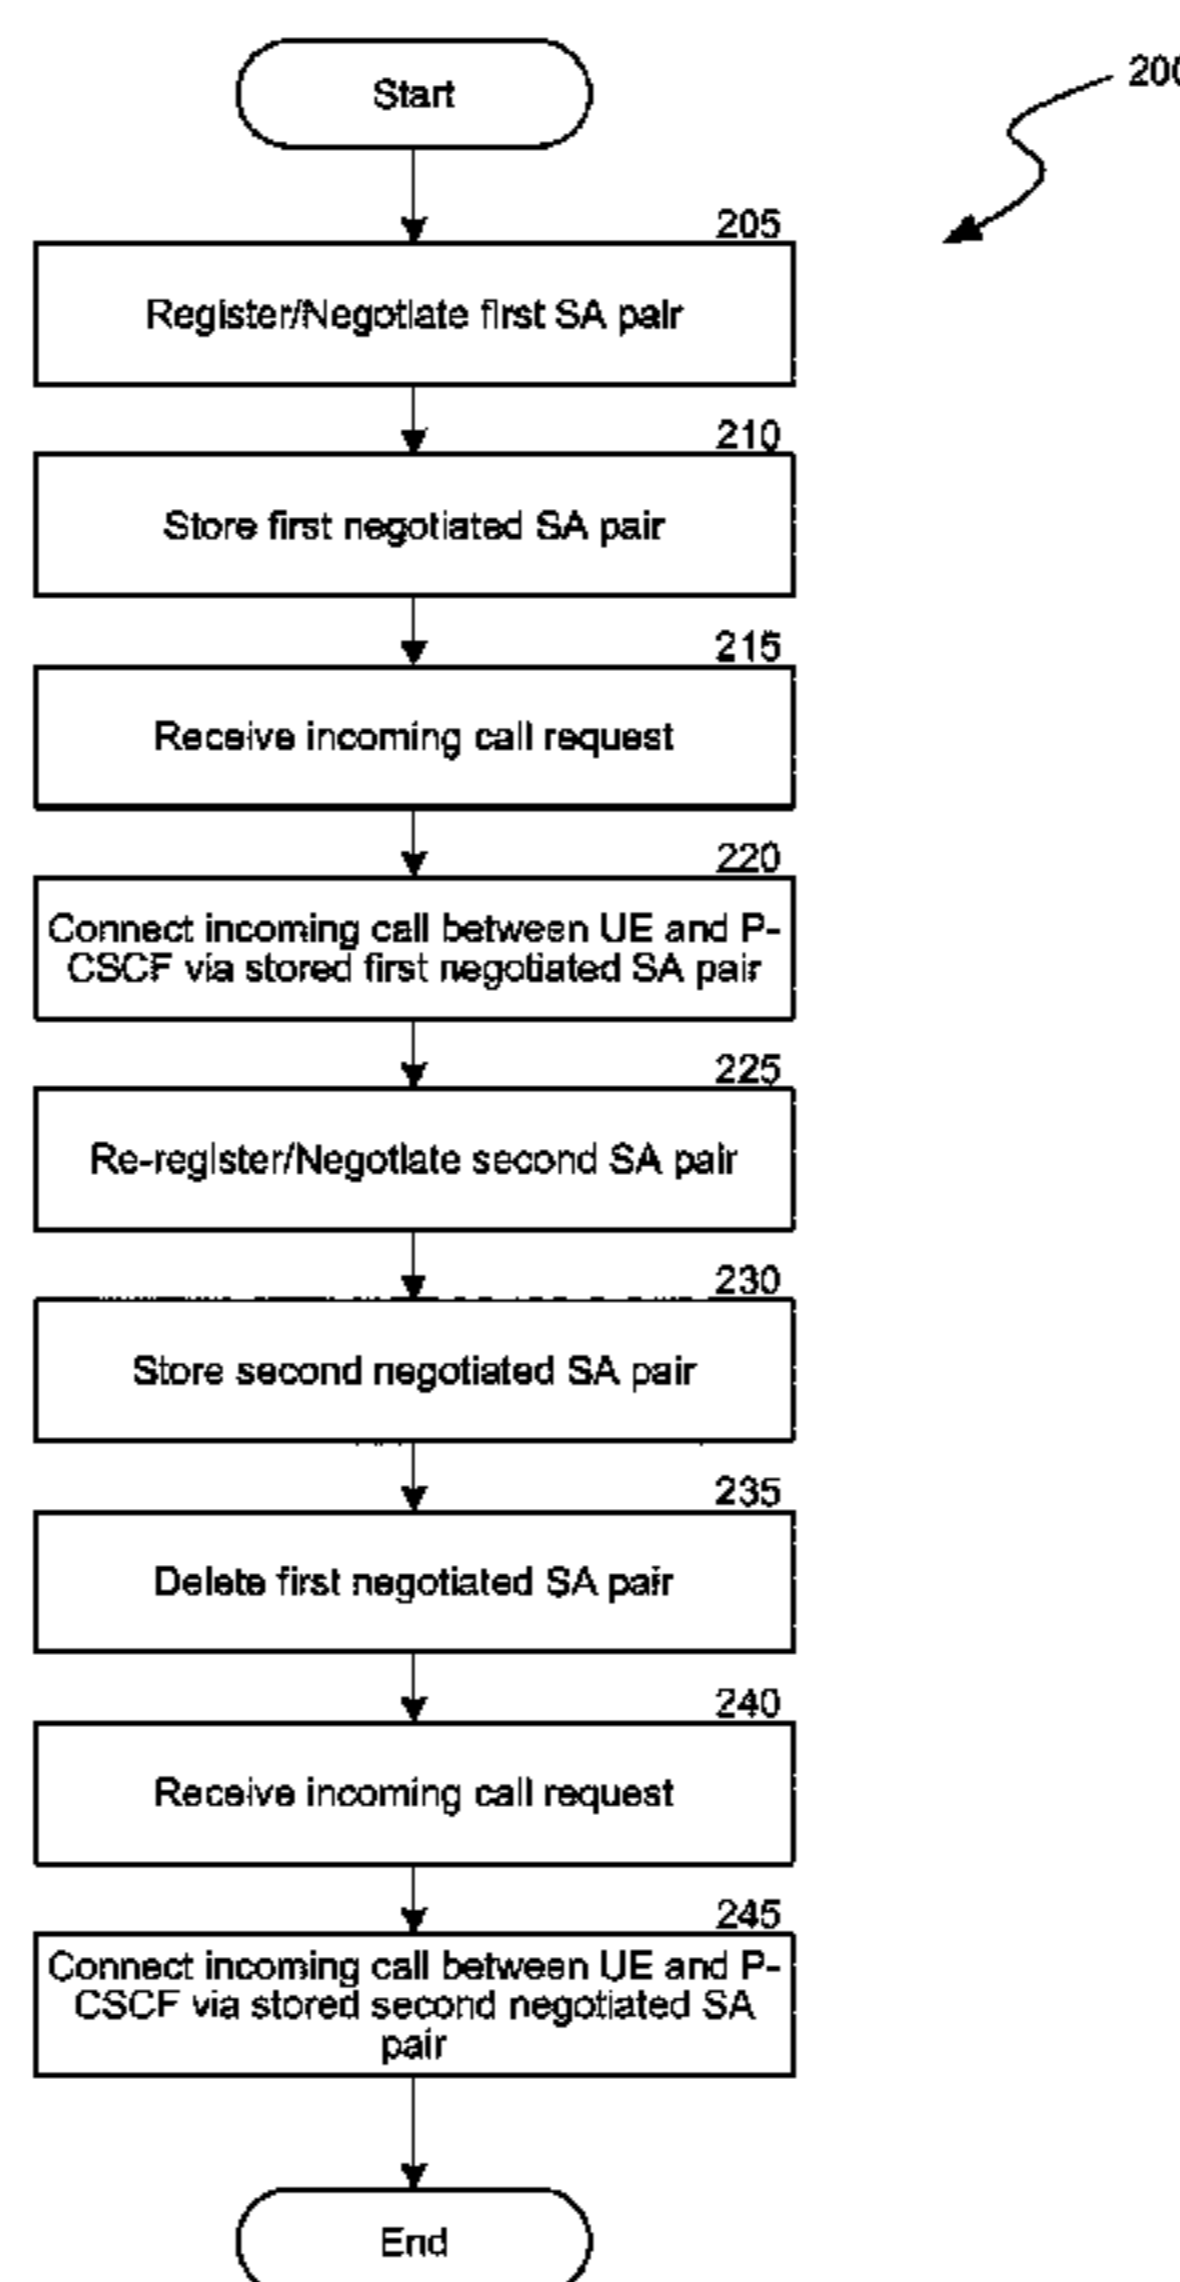 Start
200
205
Register/Negotiate first SA pair
210
Store first negotiated SA pair
215
Receive incoming call request
220
Connect incoming call between UE and P-
CSCF via stored first negotiated SA pair
225
Re-register/Negotiate second SA pair
230
Store second negotiated SA pair
235
Delete first negotiated SA pair
240
Receive incoming call request
245
Connect incoming call between UE and P-
CSCF via stored second negotiated SA
pair
End